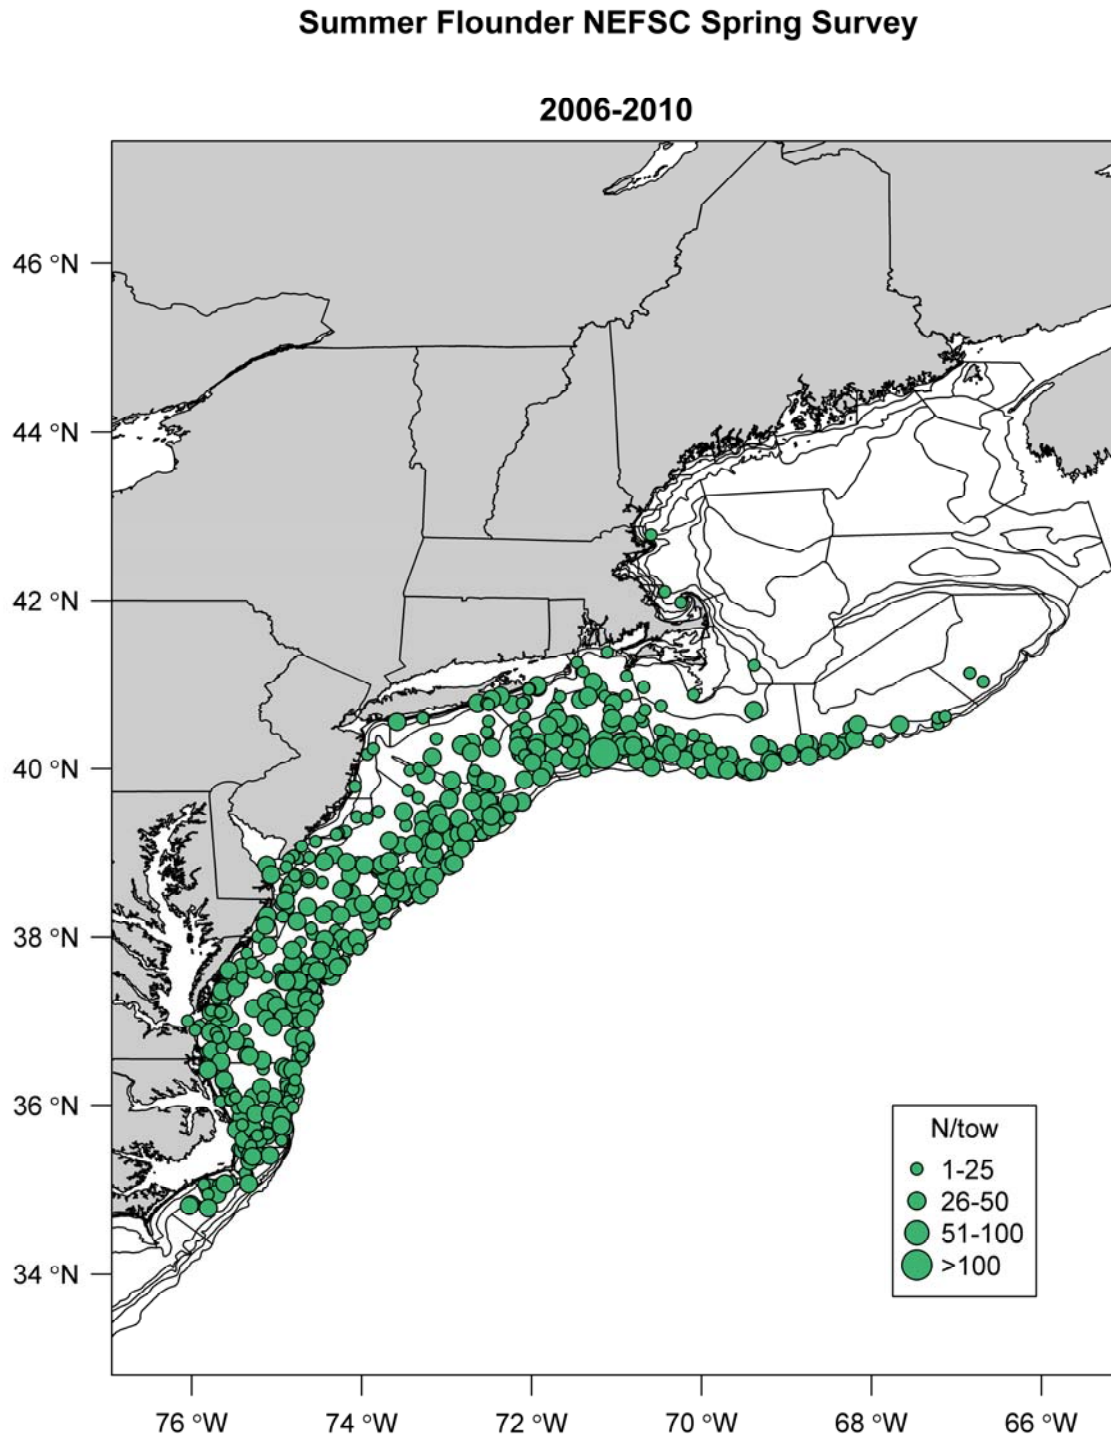 Summer Flounder NEFSC Spring Survey
2006-2010
46 °N
44 °N
42 °N
40 °N
38 °N
36 °N
34 °N
N/tow
1-25
26-50
51-100
>100
76 °W
74 °W
72 °W
70 °W
68 °W
66 °W